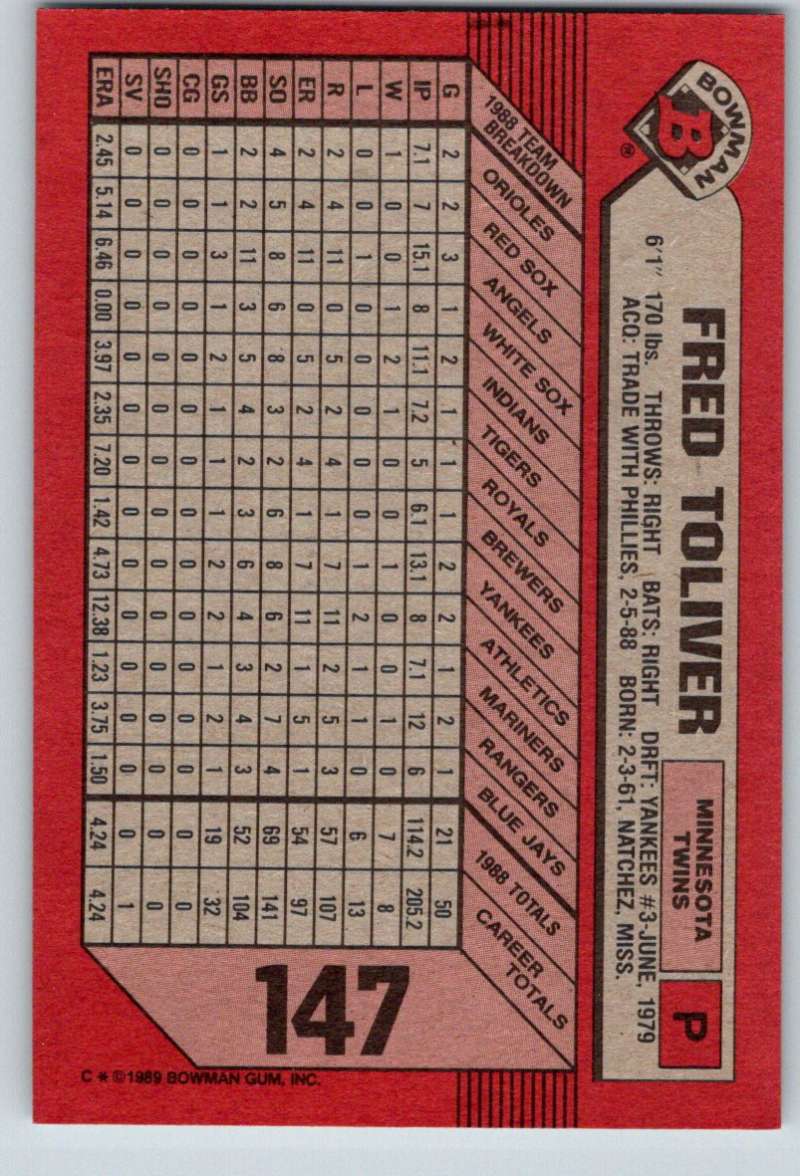 BOWMAN
B
®
FRED TOLIVER
MINNESOTA
TWINS
P
6'1" 170 lbs. THROWS: RIGHT BATS: RIGHT DRFT: YANKEES #3-JUNE, 1979
ACQ: TRADE WITH PHILLIES, 2-5-88 BORN: 2-3-61, NATCHEZ, MISS.
1988 TEAM
BREAKDOWN
ORIOLES
RED SOX
ANGELS
WHITE SOX
INDIANS
TIGERS
ROYALS
BREWERS
YANKEES
ATHLETICS
MARINERS
RANGERS
BLUE JAYS
1988 TOTALS
CAREER
TOTALS
G 2 2 3 1 2 1 1 1 2 2 1 2 1 21 50
IP 7.1 7 15.1 8 11.1 7.2 5 6.1 13.1 8 7.1 12 6 114.2 205.2
W 1 0 0 1 2 1 0 0 1 0 0 1 0 7 8
L 0 0 1 0 0 0 0 0 1 2 1 1 0 6 13
R 2 4 11 0 5 2 4 1 7 11 2 5 3 57 107
ER 2 4 11 0 5 2 4 1 7 11 1 5 1 54 97
SO 4 5 8 6 8 3 2 6 8 6 2 7 4 69 141
BB 2 2 11 3 5 4 2 3 6 4 3 4 3 52 104
GS 1 1 3 1 2 1 1 1 2 2 1 2 1 19 32
CG 0 0 0 0 0 0 0 0 0 0 0 0 0 0 0
SHO 0 0 0 0 0 0 0 0 0 0 0 0 0 0 0
SV 0 0 0 0 0 0 0 0 0 0 0 0 0 0 1
ERA 2.45 5.14 6.46 0.00 3.97 2.35 7.20 1.42 4.73 12.38 1.23 3.75 1.50 4.24 4.24
147
C * ©1989 BOWMAN GUM, INC.